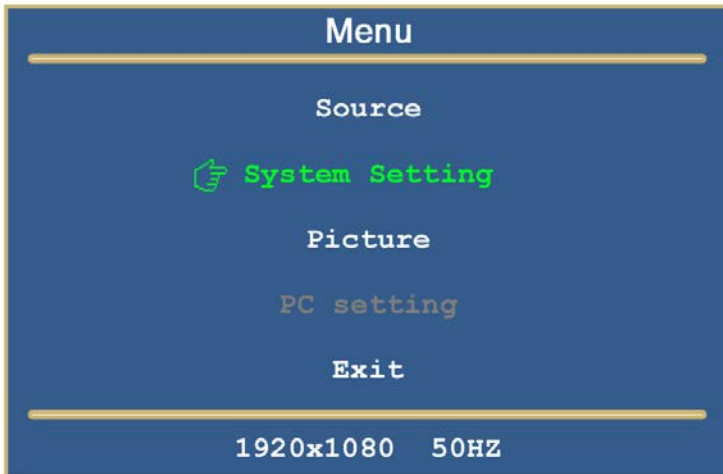 Menu
Source
System Setting
Picture
PC setting
Exit
1920x1080 50HZ